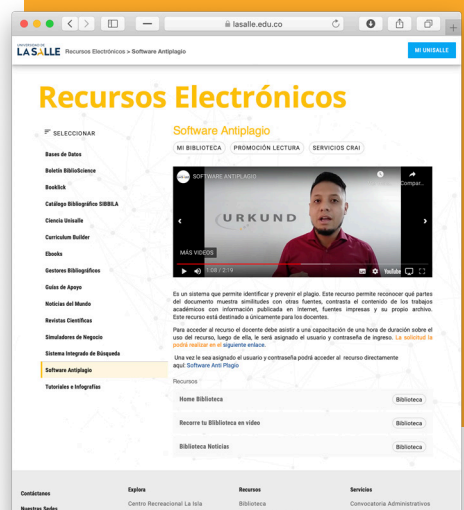 lasalle.edu.co
UNIVERSIDAD DE
LA SALLE
Recursos Electrónicos > Software Antiplagio
MI UNISALLE
Recursos Electrónicos
SELECCIONAR
Bases de Datos
Boletín BiblioScience
Booklick
Catálogo Bibliográfico SIBBILA
Ciencia Unisalle
Curriculum Builder
Ebooks
Gestores Bibliográficos
Guías de Apoyo
Noticias del Mundo
Revistas Científicas
Simuladores de Negocio
Sistema Integrado de Búsqueda
Software Antiplagio
Tutoriales e Infografías
Software Antiplagio
MI BIBLIOTECA
PROMOCIÓN LECTURA
SERVICIOS CRAI
SOFTWARE ANTIPLAGIO
Compar...
URKUND
MÁS VIDEOS
1:08 / 2:19
YouTube
Es un sistema que permite identificar y prevenir el plagio. Este recurso permite reconocer qué partes
del documento muestra similitudes con otras fuentes, contrasta el contenido de los trabajos
académicos con información publicada en Internet, fuentes impresas y su propio archivo.
Este recurso está destinado a únicamente para los docentes.
Para acceder al recurso el docente debe asistir a una capacitación de una hora de duración sobre el
uso del recurso, luego de ella, le será asignado el usuario y contraseña de ingreso. La solicitud la
podrá realizar en el siguiente enlace.
Una vez le sea asignado el usuario y contraseña podrá acceder al recurso directamente
aquí: Software Anti Plagio
Recursos
Home Biblioteca
Biblioteca
Recorre tu Bliblioteca en video
Biblioteca
Biblioteca Noticias
Biblioteca
Contáctanos
Nuestras Sedes
Explora
Centro Recreacional La Isla
Recursos
Biblioteca
Servicios
Convocatoria Administrativos